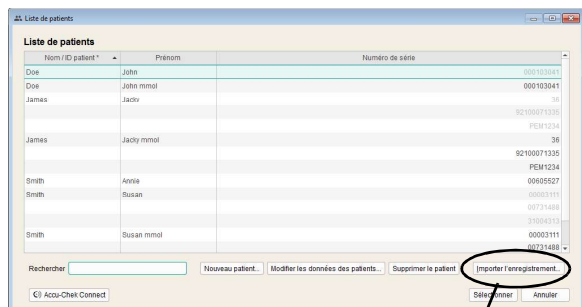 Liste de patients
Liste de patients
Nom / ID patient * Prénom Numéro de série
Doe John 000103041
Doe John mmol 000103041
James Jacky 36
92100071335
PEM1234
James Jacky mmol 36
92100071335
PEM1234
Smith Annie 00605527
Smith Susan 00003111
00731488
31004313
Smith Susan mmol 00003111
00731488
Rechercher Nouveau patient... Modifier les données des patients... Supprimer le patient Importer l'enregistrement...
Accu-Chek Connect Sélectionner Annuler